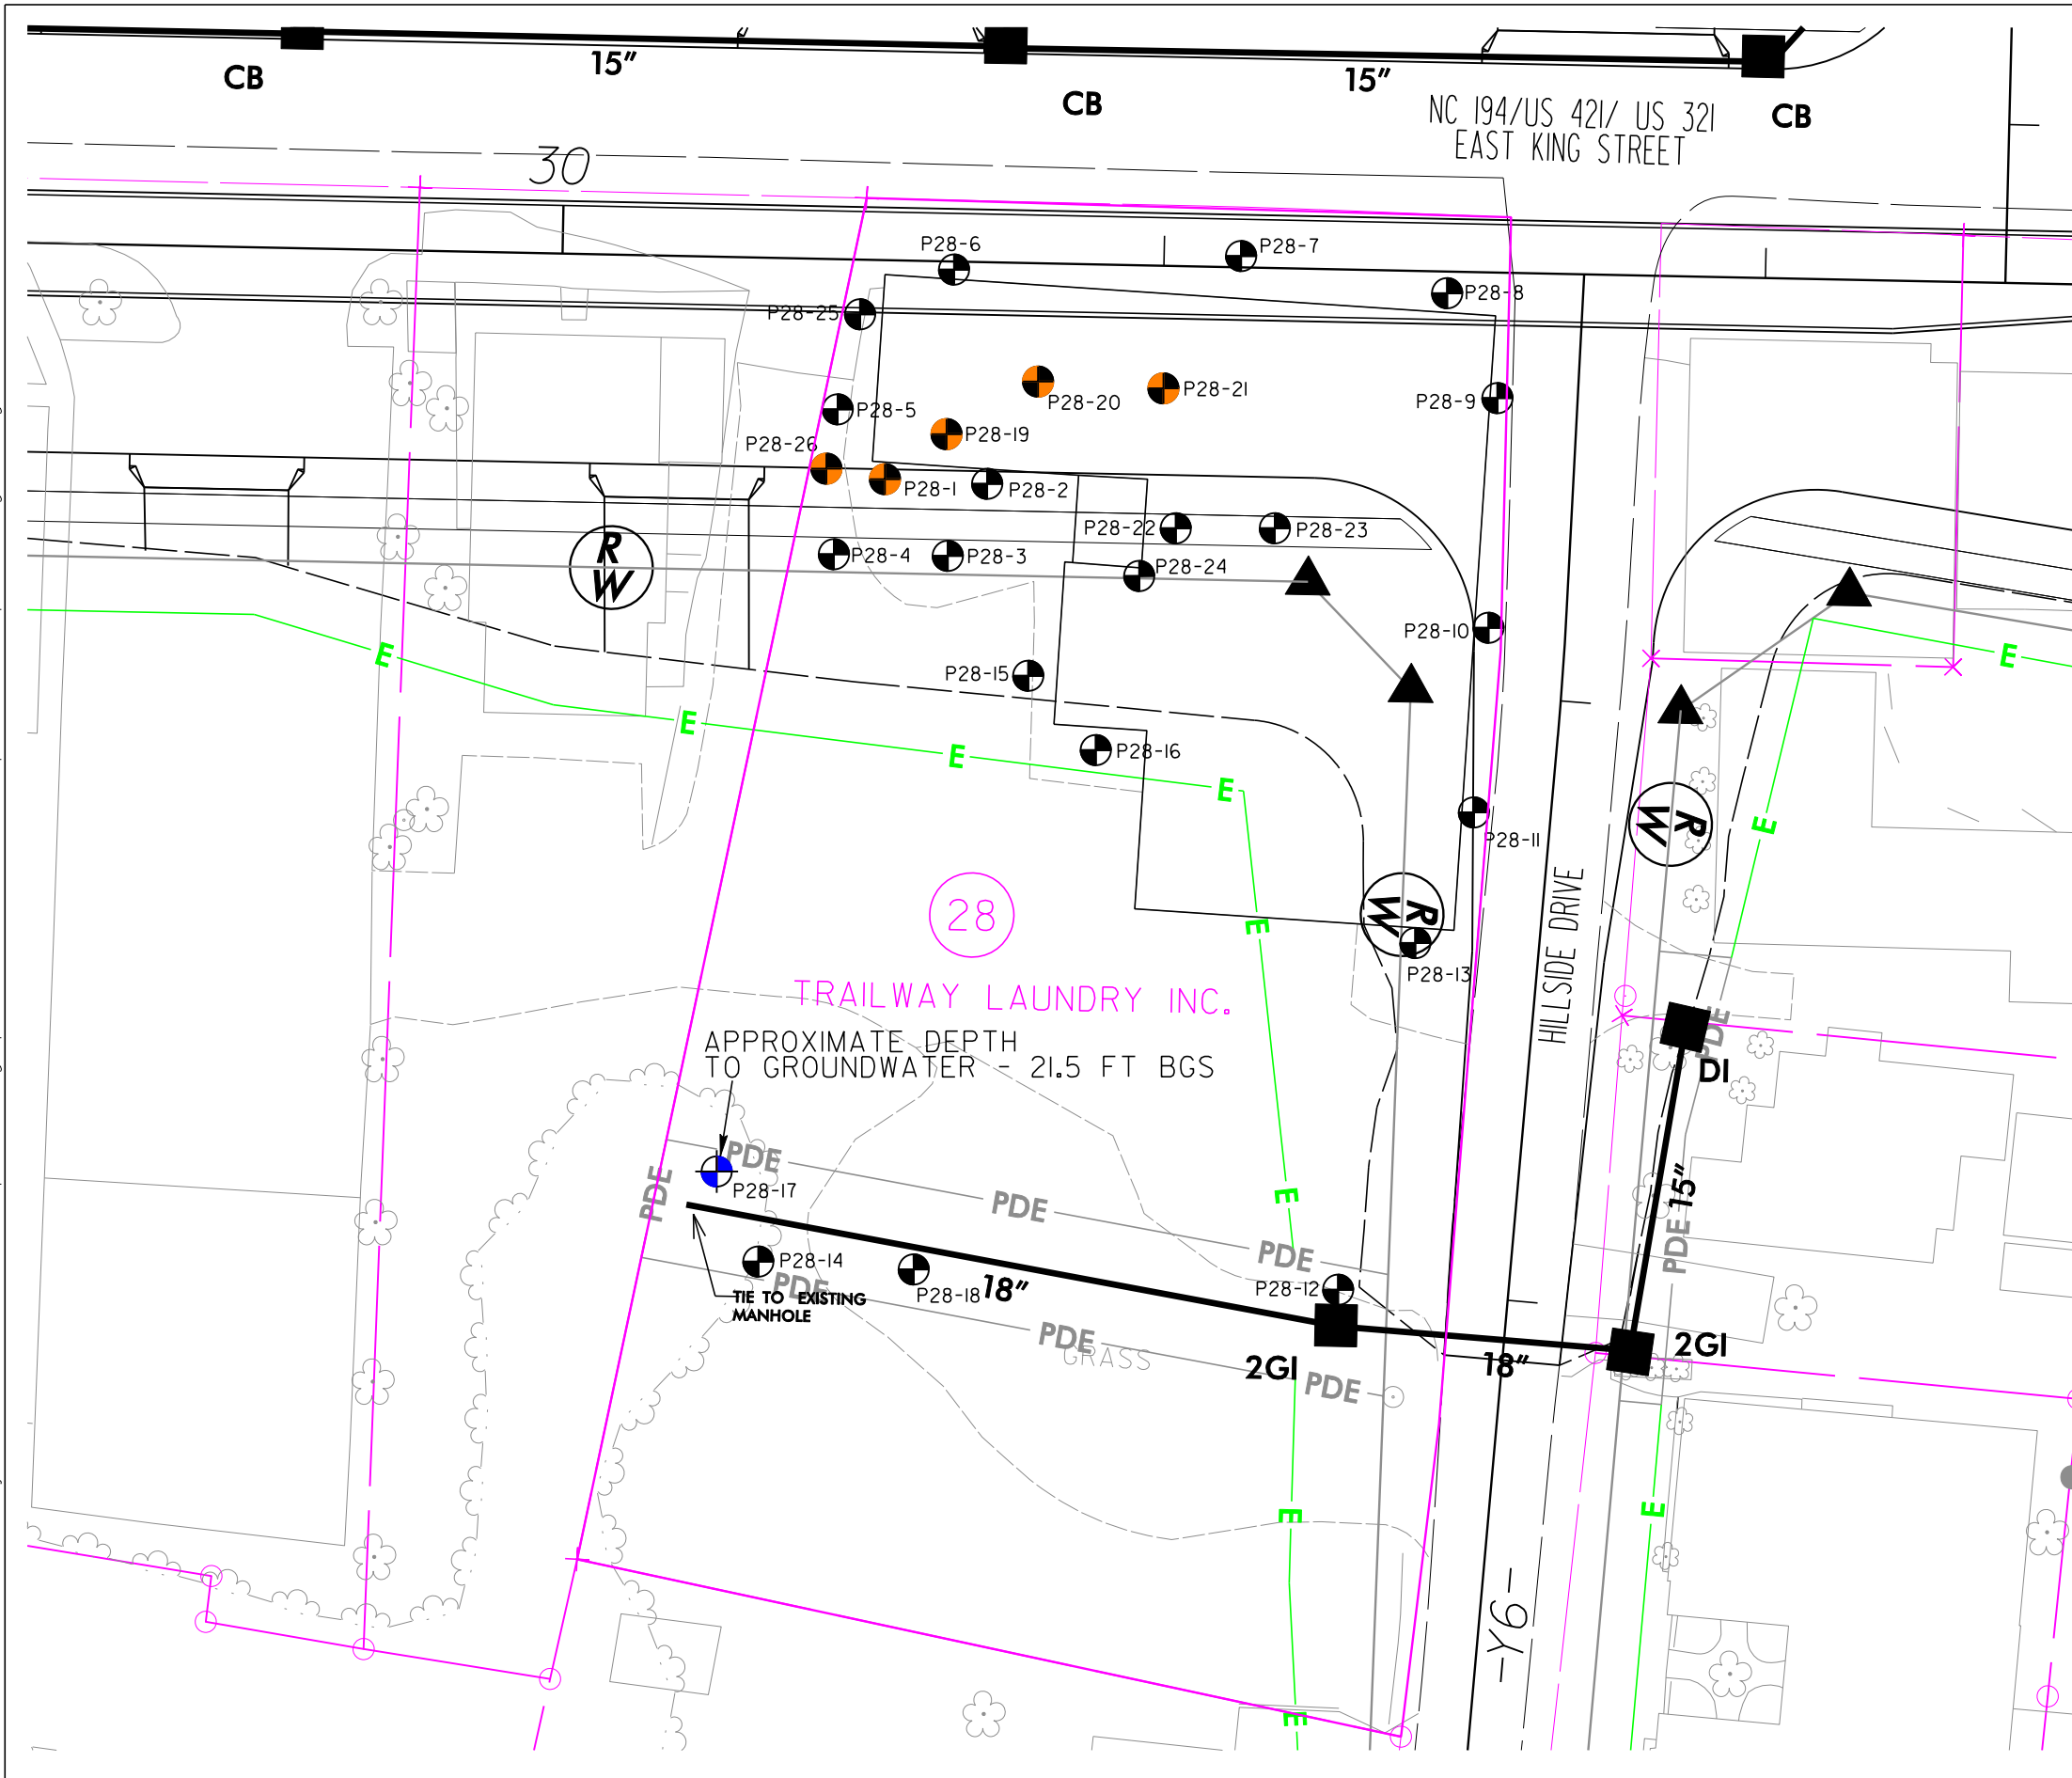 CB
15"
CB
15"
CB
NC 194/US 421/ US 321
EAST KING STREET
30
P28-6
P28-7
P28-8
P28-25
P28-20
P28-21
P28-9
P28-5
P28-19
P28-26
P28-1
P28-2
P28-22
P28-23
P28-4
P28-3
P28-24
R
W
P28-10
P28-15
P28-16
P28-11
E
E
E
E
E
E
R
W
R
W
28
E
P28-13
HILLSIDE DRIVE
TRAILWAY LAUNDRY INC.
APPROXIMATE DEPTH
TO GROUNDWATER - 21.5 FT BGS
PDE
DI
PDE
PDE
P28-17
PDE
E
15"
PDE
PDE
P28-14
PDE
P28-18
18"
P28-12
TIE TO EXISTING
MANHOLE
PDE
GRASS
2GI
PDE
18"
2GI
E
E
-Y6-
E